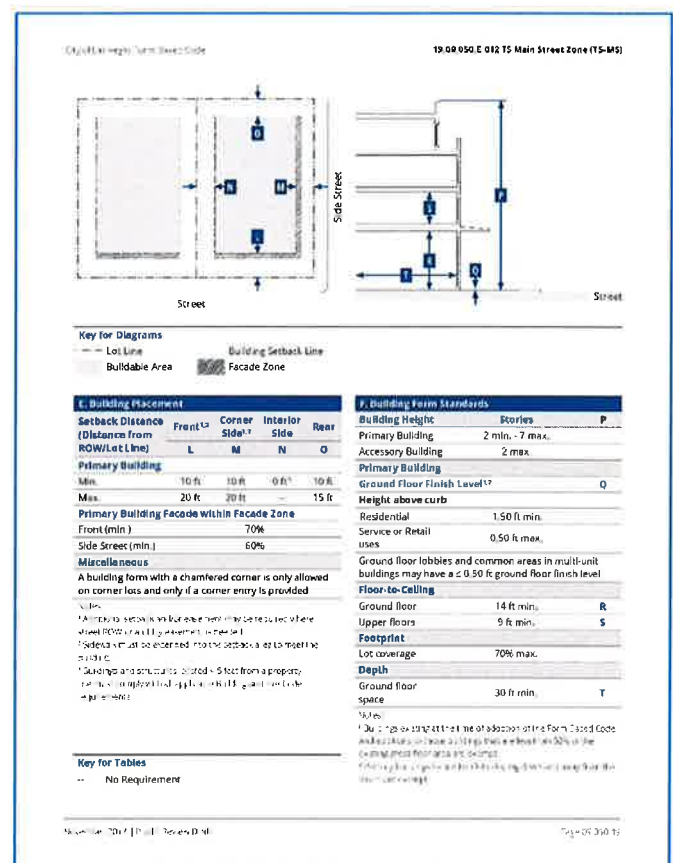 19.09.050.E.012 T5 Main Street Zone (T5-MS)
O
N
M
L
Side Street
Street
P
S
R
Q
T
Street
Key for Diagrams
Lot Line
Building Setback Line
Buildable Area
Facade Zone
E. Building Placement
Setback Distance (Distance from ROW/Lot Line) Front1,2 Corner Side1,2 Interior Side Rear
L M N O
Primary Building
Min. 10 ft 10 ft 0 ft3 10 ft
Max. 20 ft 20 ft -- 15 ft
Primary Building Facade within Facade Zone
Front (min.) 70%
Side Street (min.) 60%
Miscellaneous
A building form with a chamfered corner is only allowed
on corner lots and only if a corner entry is provided
Notes
Key for Tables
-- No Requirement
F. Building Form Standards
Building Height Stories P
Primary Building 2 min. - 7 max.
Accessory Building 2 max
Primary Building
Ground Floor Finish Level1,2 Q
Height above curb
Residential 1.50 ft min.
Service or Retail uses 0.50 ft max.
Ground floor lobbies and common areas in multi-unit
buildings may have a ≤ 0.50 ft ground floor finish level
Floor-to-Ceiling
Ground floor 14 ft min. R
Upper floors 9 ft min. S
Footprint
Lot coverage 70% max.
Depth
Ground floor space 30 ft min. T
Notes